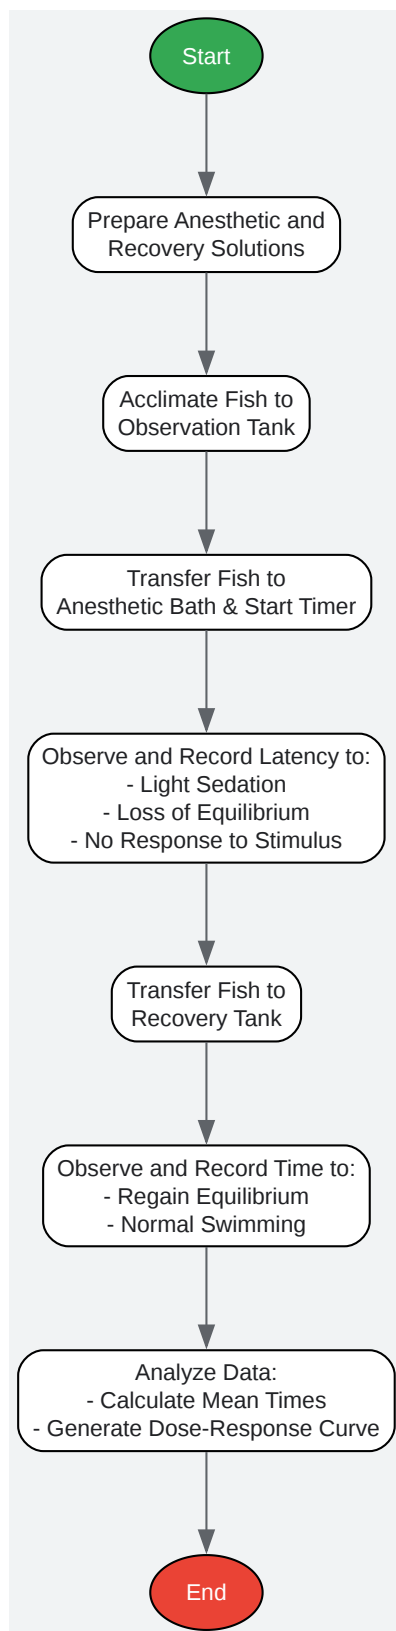 Start
Prepare Anesthetic and
Recovery Solutions
Acclimate Fish to
Observation Tank
Transfer Fish to
Anesthetic Bath & Start Timer
Observe and Record Latency to:
- Light Sedation
- Loss of Equilibrium
- No Response to Stimulus
Transfer Fish to
Recovery Tank
Observe and Record Time to:
- Regain Equilibrium
- Normal Swimming
Analyze Data:
- Calculate Mean Times
- Generate Dose-Response Curve
End